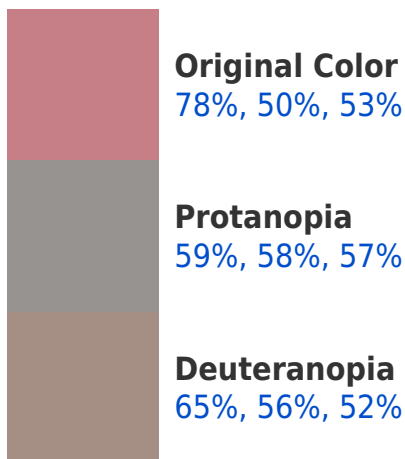 Original Color
78%, 50%, 53%
Protanopia
59%, 58%, 57%
Deuteranopia
65%, 56%, 52%